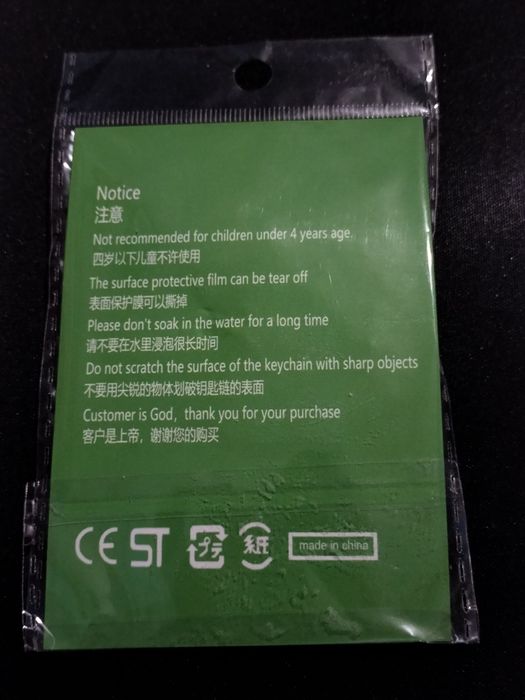 Notice
注意
Not recommended for children under 4 years age.
四岁以下儿童不许使用
The surface protective film can be tear off
表面保护膜可以撕掉
Please don't soak in the water for a long time
请不要在水里浸泡很长时间
Do not scratch the surface of the keychain with sharp objects
不要用尖锐的物体划破钥匙链的表面
Customer is God, thank you for your purchase
客户是上帝，谢谢您的购买
CE ST プラ 紙 made in china